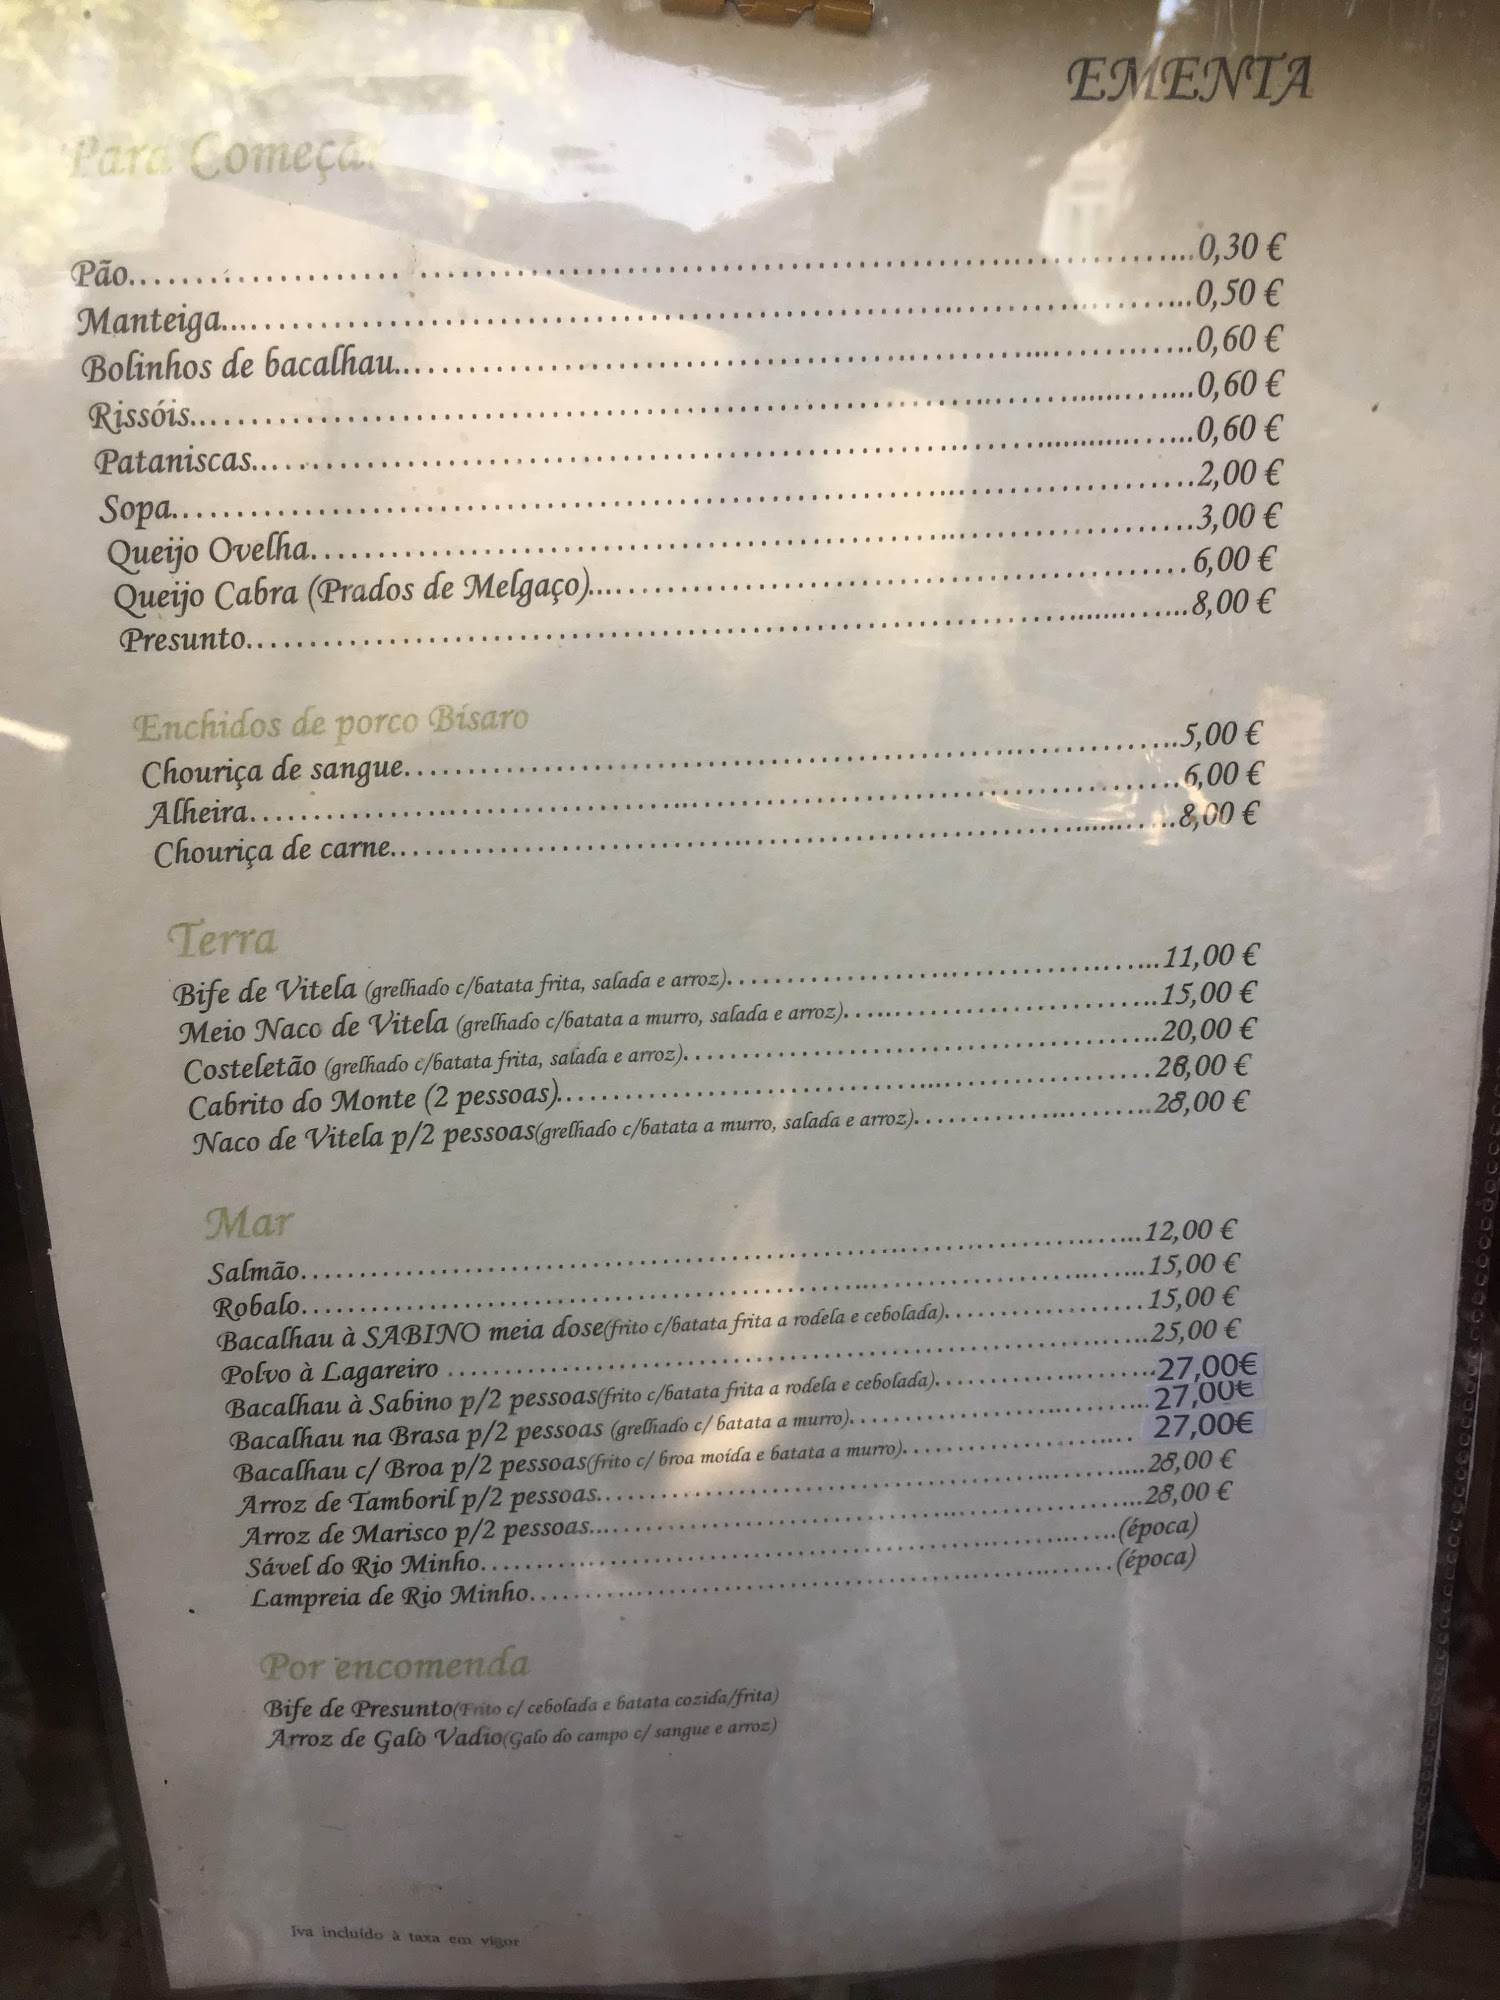 EMENTA
Para Começar
Pão..........0,30 €
Manteiga..........0,50 €
Bolinhos de bacalhau..........0,60 €
Rissóis..........0,60 €
Pataniscas..........0,60 €
Sopa..........2,00 €
Queijo Ovelha..........3,00 €
Queijo Cabra (Prados de Melgaço)..........6,00 €
Presunto..........8,00 €
Enchidos de porco Bísaro
Chouriça de sangue..........5,00 €
Alheira..........6,00 €
Chouriça de carne..........8,00 €
Terra
Bife de Vitela (grelhado c/batata frita, salada e arroz)..........11,00 €
Meio Naco de Vitela (grelhado c/batata a murro, salada e arroz)..........15,00 €
Costeletão (grelhado c/batata frita, salada e arroz)..........20,00 €
Cabrito do Monte (2 pessoas)..........28,00 €
Naco de Vitela p/2 pessoas(grelhado c/batata a murro, salada e arroz)..........28,00 €
Mar
Salmão..........12,00 €
Robalo..........15,00 €
Bacalhau à SABINO meia dose(frito c/batata frita a rodela e cebolada)..........15,00 €
Polvo à Lagareiro ..........25,00 €
Bacalhau à Sabino p/2 pessoas(frito c/batata frita a rodela e cebolada)..........27,00€
Bacalhau na Brasa p/2 pessoas (grelhado c/ batata a murro)..........27,00€
Bacalhau c/ Broa p/2 pessoas(frito c/ broa moída e batata a murro)..........27,00€
Arroz de Tamboril p/2 pessoas..........28,00 €
Arroz de Marisco p/2 pessoas..........28,00 €
Sável do Rio Minho..........(época)
Lampreia de Rio Minho..........(época)
Por encomenda
Bife de Presunto(Frito c/ cebolada e batata cozida/frita)
Arroz de Galo Vadio(Galo do campo c/ sangue e arroz)
Iva incluído à taxa em vigor